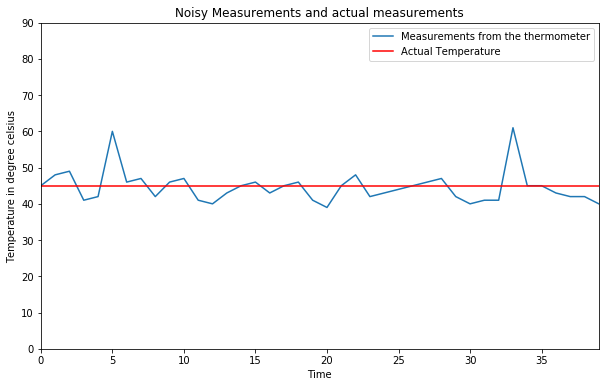 Noisy Measurements and actual measurements
Measurements from the thermometer
Actual Temperature
Temperature in degree celsius
90
80
70
60
50
40
30
20
10
0
0 5 10 15 20 25 30 35
Time